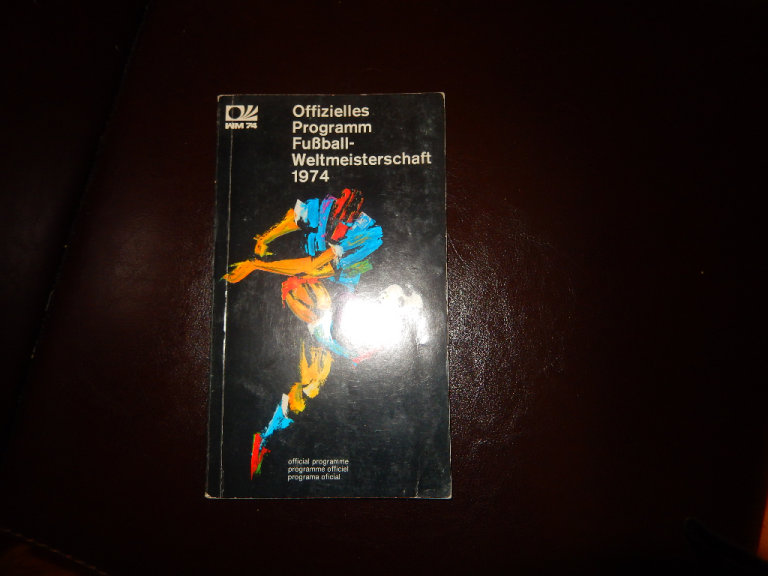 WM 74
Offizielles
Programm
Fußball-
Weltmeisterschaft
1974
official programme
programme officiel
programa oficial